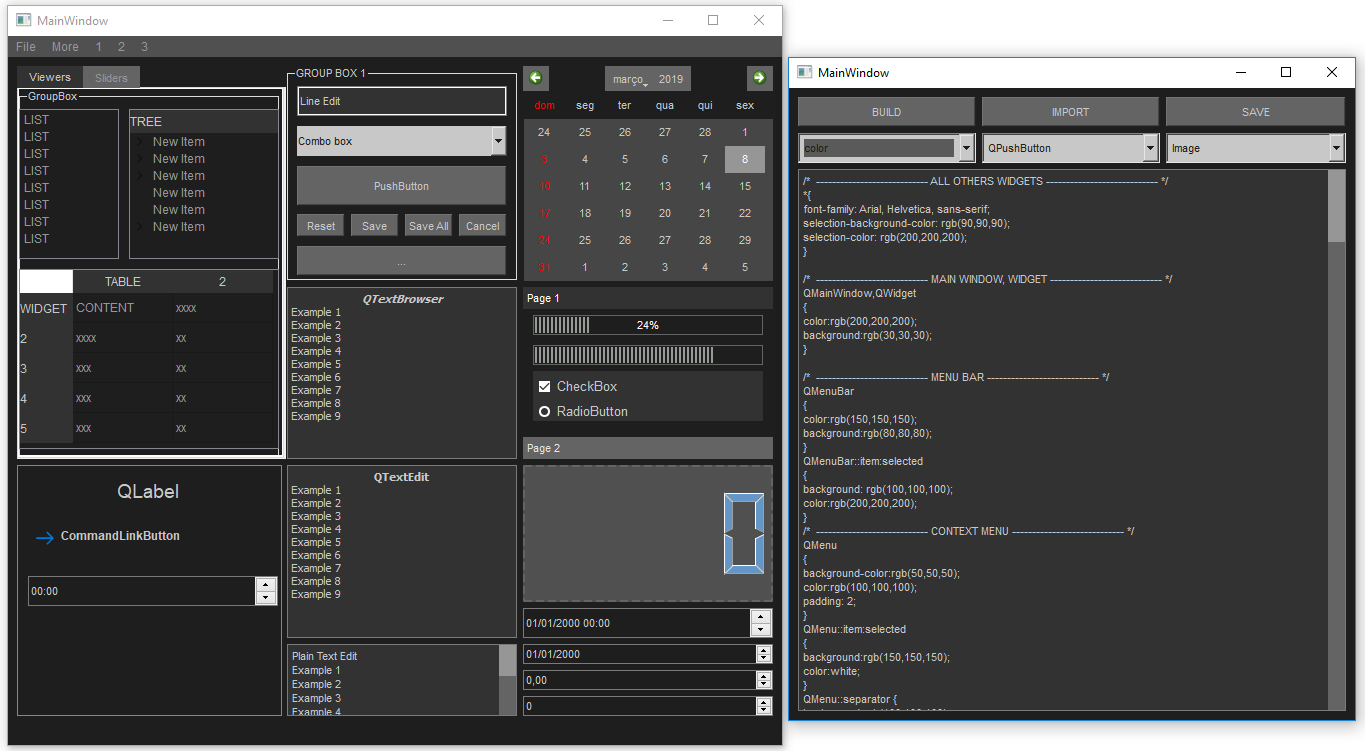 MainWindow
File More 1 2 3
Viewers Sliders
GroupBox
LIST
LIST
LIST
LIST
LIST
LIST
LIST
LIST
TREE
New Item
New Item
New Item
New Item
New Item
New Item
TABLE 2
WIDGET CONTENT xxxx
2 xxxx xx
3 xxx xx
4 xxx xx
5 xxx xx
QLabel
CommandLinkButton
00:00
GROUP BOX 1
Line Edit
Combo box
PushButton
Reset Save Save All Cancel
...
QTextBrowser
Example 1
Example 2
Example 3
Example 4
Example 5
Example 6
Example 7
Example 8
Example 9
QTextEdit
Example 1
Example 2
Example 3
Example 4
Example 5
Example 6
Example 7
Example 8
Example 9
Plain Text Edit
Example 1
Example 2
Example 3
Example 4
março 2019
dom seg ter qua qui sex
24 25 26 27 28 1
3 4 5 6 7 8
10 11 12 13 14 15
17 18 19 20 21 22
24 25 26 27 28 29
31 1 2 3 4 5
Page 1
24%
CheckBox
RadioButton
Page 2
0
01/01/2000 00:00
01/01/2000
0,00
0
MainWindow
BUILD IMPORT SAVE
color QPushButton Image
/* ---------------------------- ALL OTHERS WIDGETS ---------------------------- */
*{
font-family: Arial, Helvetica, sans-serif;
selection-background-color: rgb(90,90,90);
selection-color: rgb(200,200,200);
}
/* ---------------------------- MAIN WINDOW, WIDGET ---------------------------- */
QMainWindow,QWidget
{
color:rgb(200,200,200);
background:rgb(30,30,30);
}
/* ---------------------------- MENU BAR ---------------------------- */
QMenuBar
{
color:rgb(150,150,150);
background:rgb(80,80,80);
}
QMenuBar::item:selected
{
background: rgb(100,100,100);
color:rgb(200,200,200);
}
/* ---------------------------- CONTEXT MENU ---------------------------- */
QMenu
{
background-color:rgb(50,50,50);
color:rgb(100,100,100);
padding: 2;
}
QMenu::item:selected
{
background:rgb(150,150,150);
color:white;
}
QMenu::separator {